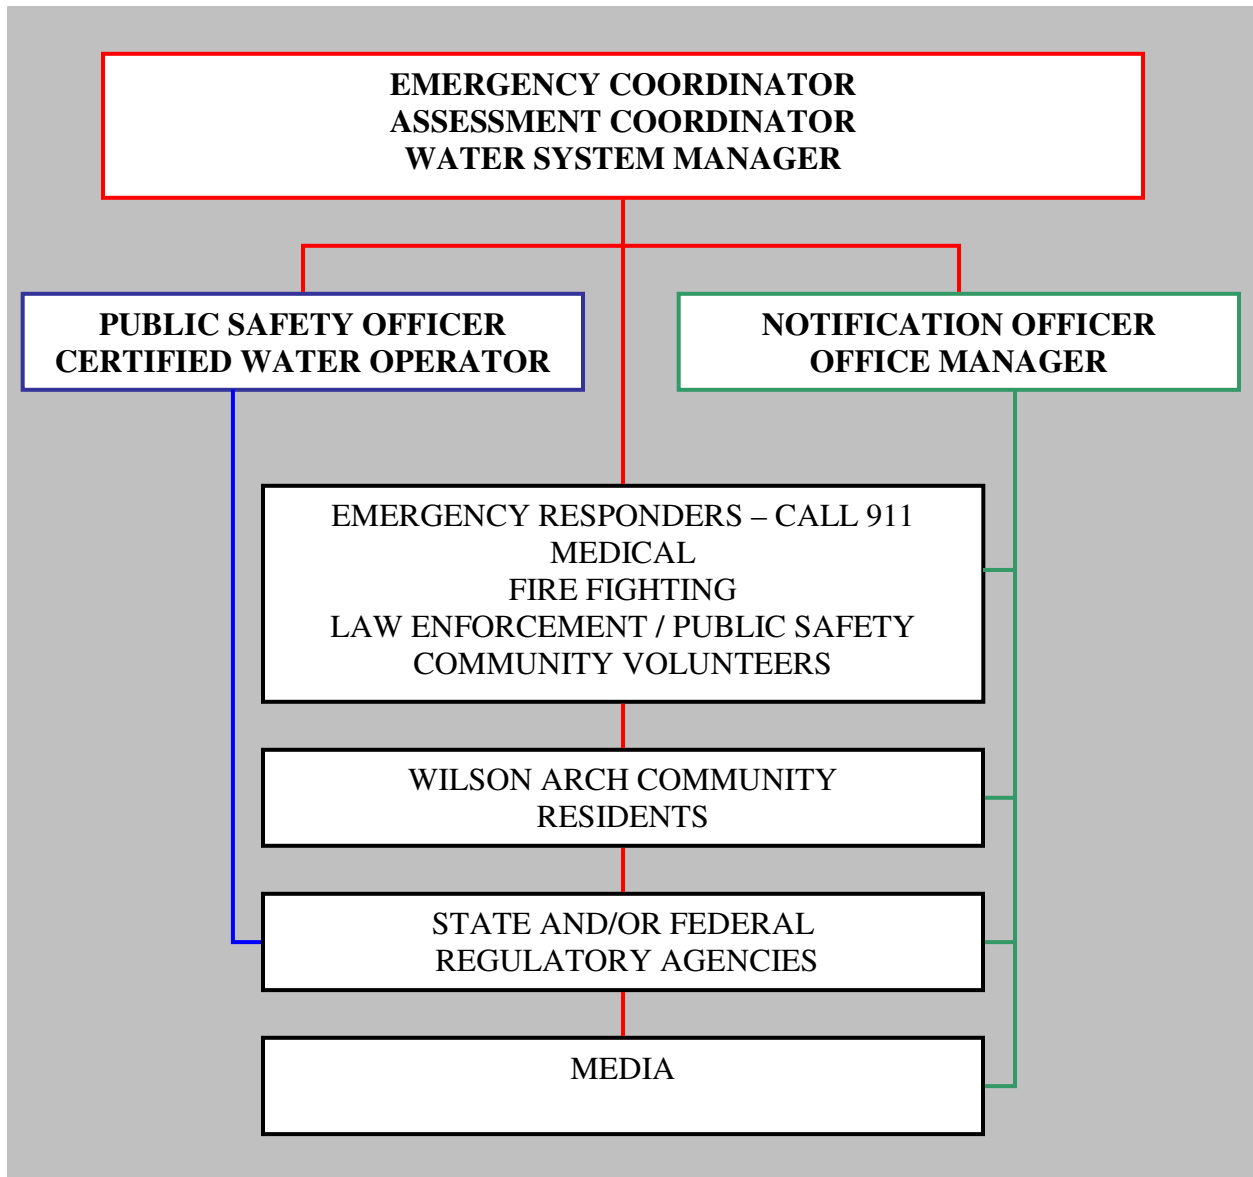 EMERGENCY COORDINATOR
ASSESSMENT COORDINATOR
WATER SYSTEM MANAGER
PUBLIC SAFETY OFFICER
CERTIFIED WATER OPERATOR
NOTIFICATION OFFICER
OFFICE MANAGER
EMERGENCY RESPONDERS – CALL 911
MEDICAL
FIRE FIGHTING
LAW ENFORCEMENT / PUBLIC SAFETY
COMMUNITY VOLUNTEERS
WILSON ARCH COMMUNITY
RESIDENTS
STATE AND/OR FEDERAL
REGULATORY AGENCIES
MEDIA